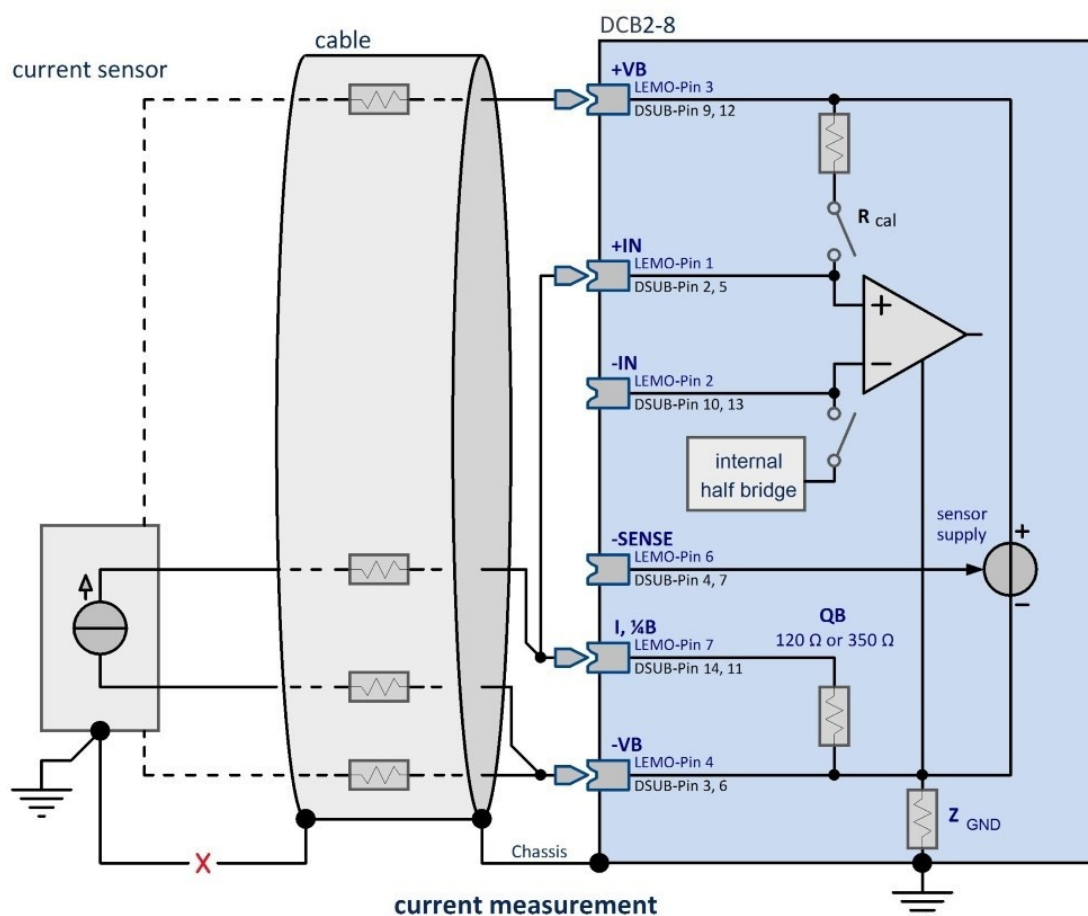 DCB2-8
cable
current sensor
+VB
LEMO-Pin 3
DSUB-Pin 9, 12
R cal
+IN
LEMO-Pin 1
DSUB-Pin 2, 5
+
-IN
LEMO-Pin 2
DSUB-Pin 10, 13
−
internal
half bridge
-SENSE
LEMO-Pin 6
DSUB-Pin 4, 7
sensor
supply
+
−
I, ¼B
LEMO-Pin 7
DSUB-Pin 14, 11
QB
120 Ω or 350 Ω
-VB
LEMO-Pin 4
DSUB-Pin 3, 6
Z GND
X
Chassis
current measurement